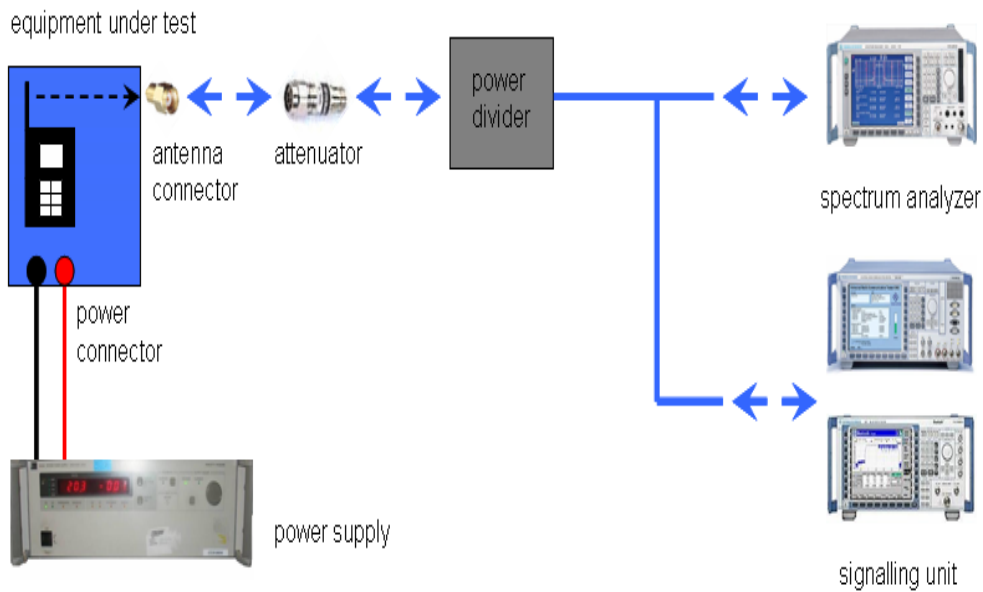 equipment under test
power
divider
antenna
connector
attenuator
spectrum analyzer
power
connector
power supply
signalling unit